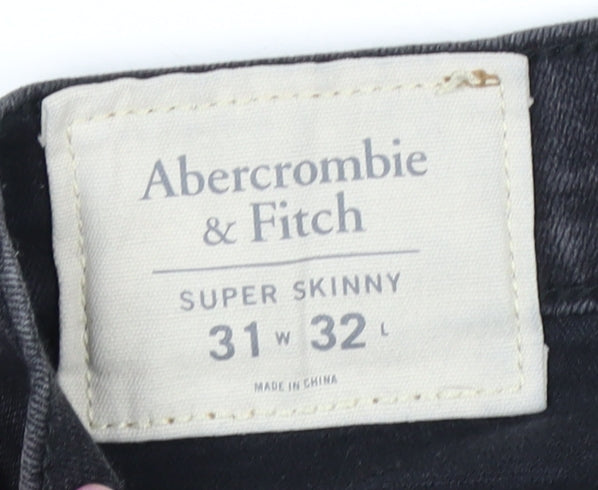 Abercrombie
& Fitch
SUPER SKINNY
31 W 32 L
MADE IN CHINA